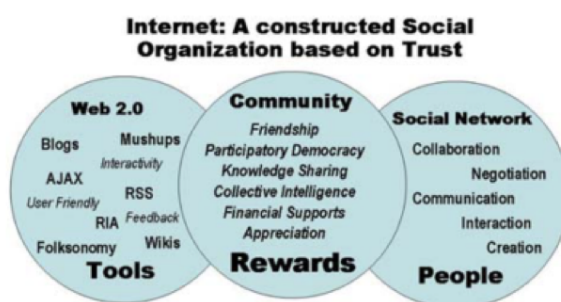 Internet: A constructed Social
Organization based on Trust
Web 2.0
Blogs
Mushups
Interactivity
AJAX
RSS
User Friendly
RIA
Feedback
Folksonomy
Wikis
Tools
Community
Friendship
Participatory Democracy
Knowledge Sharing
Collective Intelligence
Financial Supports
Appreciation
Rewards
Social Network
Collaboration
Negotiation
Communication
Interaction
Creation
People